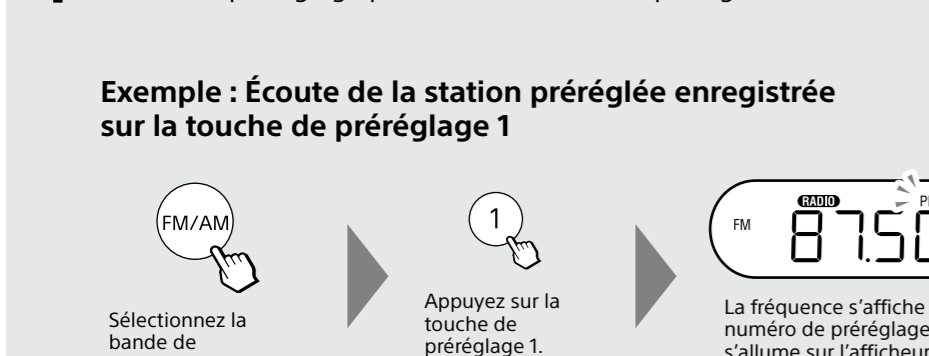 Exemple : Écoute de la station préréglée enregistrée
sur la touche de préréglage 1
FM/AM
1
RADIO
FM
87.50
Sélectionnez la
bande de
Appuyez sur la
touche de
préréglage 1.
La fréquence s’affiche
numéro de préréglage
s’allume sur l’afficheur